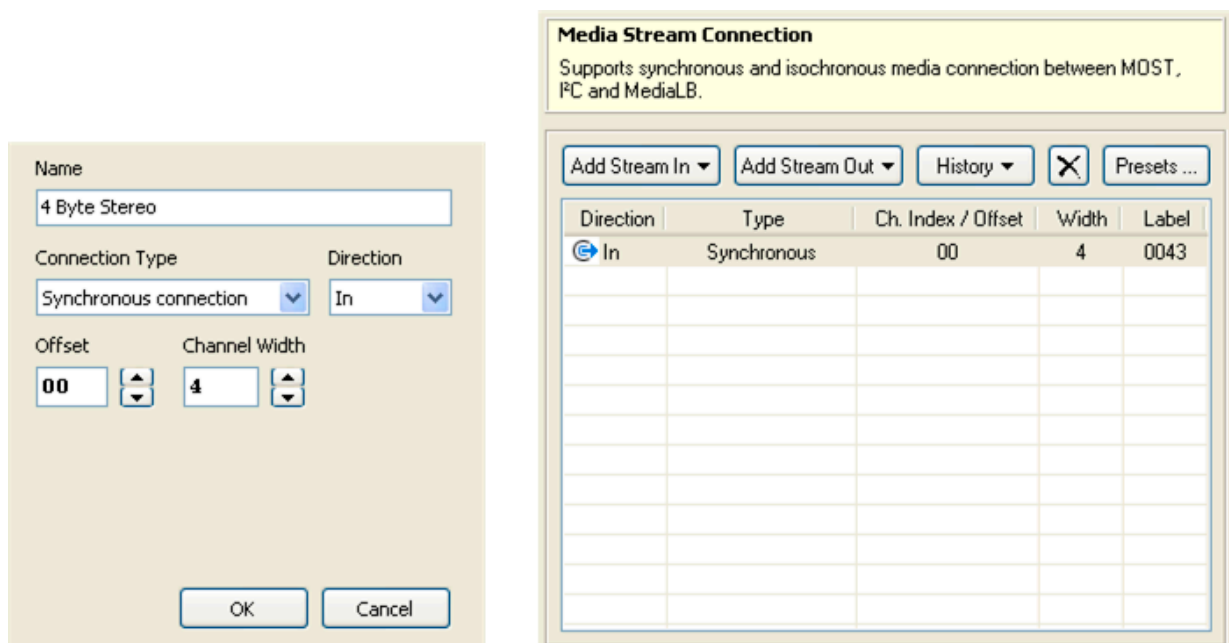 Name
4 Byte Stereo
Connection Type Direction
Synchronous connection In
Offset Channel Width
00 4
OK Cancel
Media Stream Connection
Supports synchronous and isochronous media connection between MOST,
I²C and MediaLB.
Add Stream In Add Stream Out History Presets ...
Direction Type Ch. Index / Offset Width Label
In Synchronous 00 4 0043